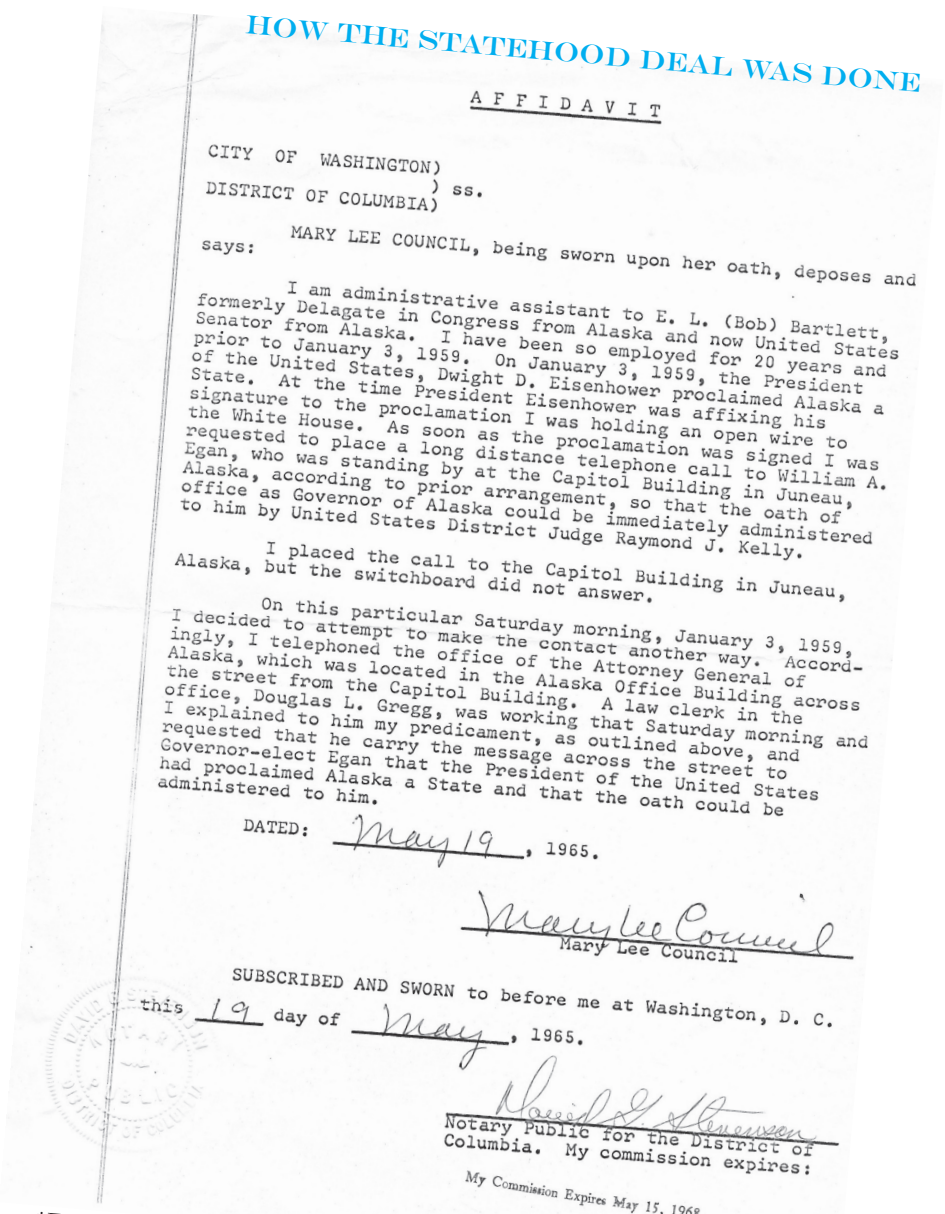 HOW THE STATEHOOD DEAL WAS DONE
AFFIDAVIT
CITY OF WASHINGTON)
) ss.
DISTRICT OF COLUMBIA)
MARY LEE COUNCIL, being sworn upon her oath, deposes and
says:
I am administrative assistant to E. L. (Bob) Bartlett,
formerly Delagate in Congress from Alaska and now United States
Senator from Alaska. I have been so employed for 20 years and
prior to January 3, 1959. On January 3, 1959, the President
of the United States, Dwight D. Eisenhower proclaimed Alaska a
State. At the time President Eisenhower was affixing his
signature to the proclamation I was holding an open wire to
the White House. As soon as the proclamation was signed I was
requested to place a long distance telephone call to William A.
Egan, who was standing by at the Capitol Building in Juneau,
Alaska, according to prior arrangement, so that the oath of
office as Governor of Alaska could be immediately administered
to him by United States District Judge Raymond J. Kelly.
I placed the call to the Capitol Building in Juneau,
Alaska, but the switchboard did not answer.
On this particular Saturday morning, January 3, 1959,
I decided to attempt to make the contact another way. Accord-
ingly, I telephoned the office of the Attorney General of
Alaska, which was located in the Alaska Office Building across
the street from the Capitol Building. A law clerk in the
office, Douglas L. Gregg, was working that Saturday morning and
I explained to him my predicament, as outlined above, and
requested that he carry the message across the street to
Governor-elect Egan that the President of the United States
had proclaimed Alaska a State and that the oath could be
administered to him.
DATED: May 19, 1965.
Mary Lee Council
Mary Lee Council
SUBSCRIBED AND SWORN to before me at Washington, D. C.
this 19 day of May, 1965.
David G. Stevenson
Notary Public for the District of
Columbia. My commission expires:
My Commission Expires May 15, 1968
NOTARY
PUBLIC
DISTRICT OF COLUMBIA